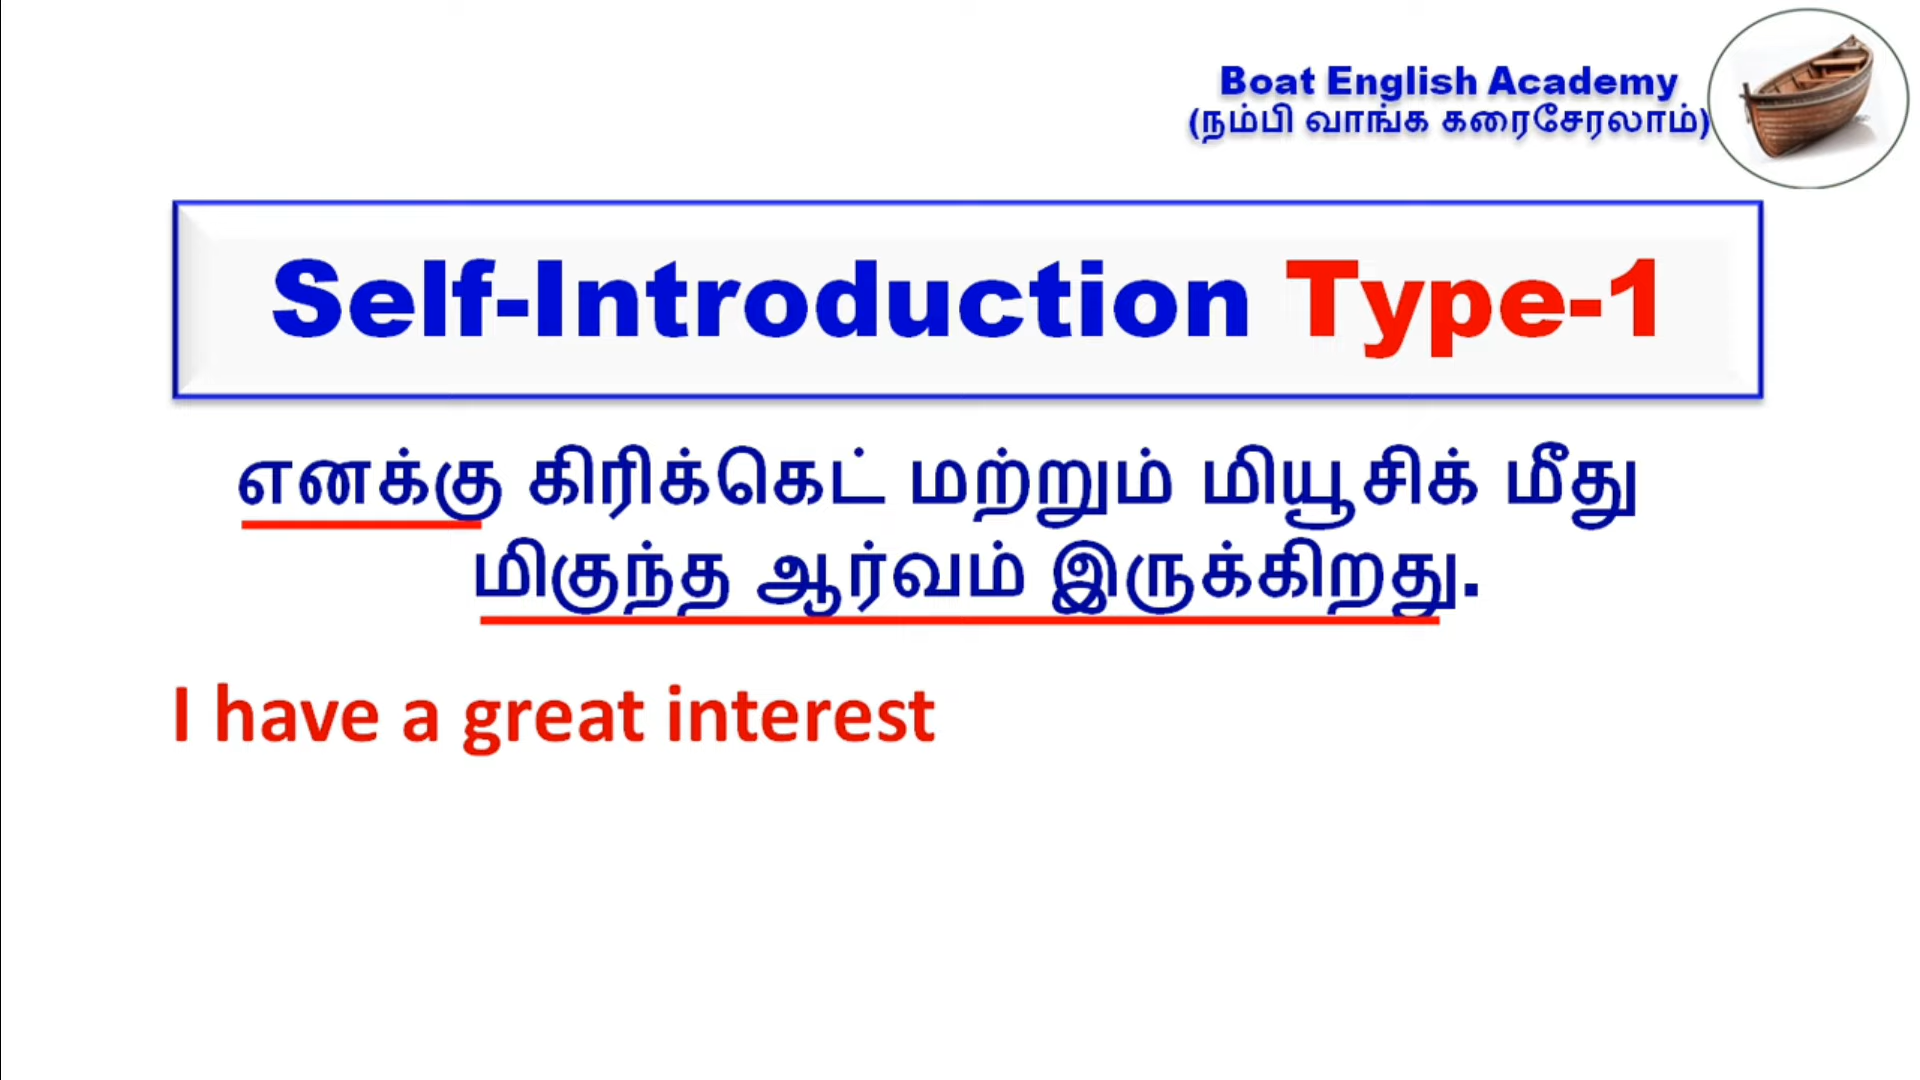 Boat English Academy
(நம்பி வாங்க கரைசேரலாம்)
Self-Introduction Type-1
எனக்கு கிரிக்கெட் மற்றும் மியூசிக் மீது
மிகுந்த ஆர்வம் இருக்கிறது.
I have a great interest